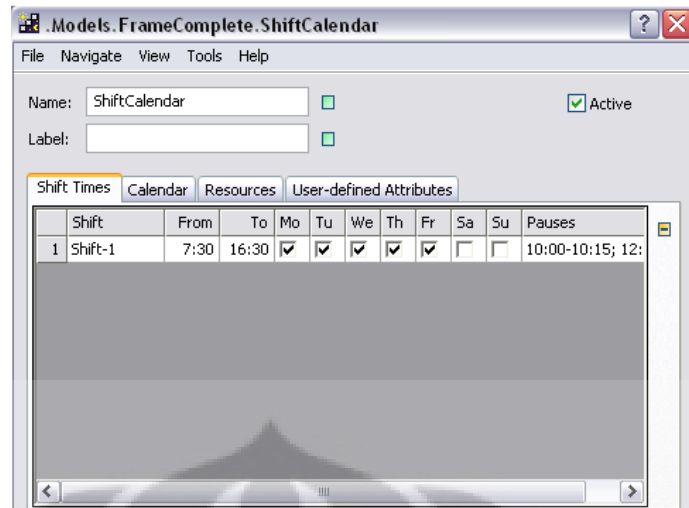 .Models.FrameComplete.ShiftCalendar
File Navigate View Tools Help
Name: ShiftCalendar Active
Label:
Shift Times Calendar Resources User-defined Attributes
Shift From To Mo Tu We Th Fr Sa Su Pauses
1 Shift-1 7:30 16:30 10:00-10:15; 12: